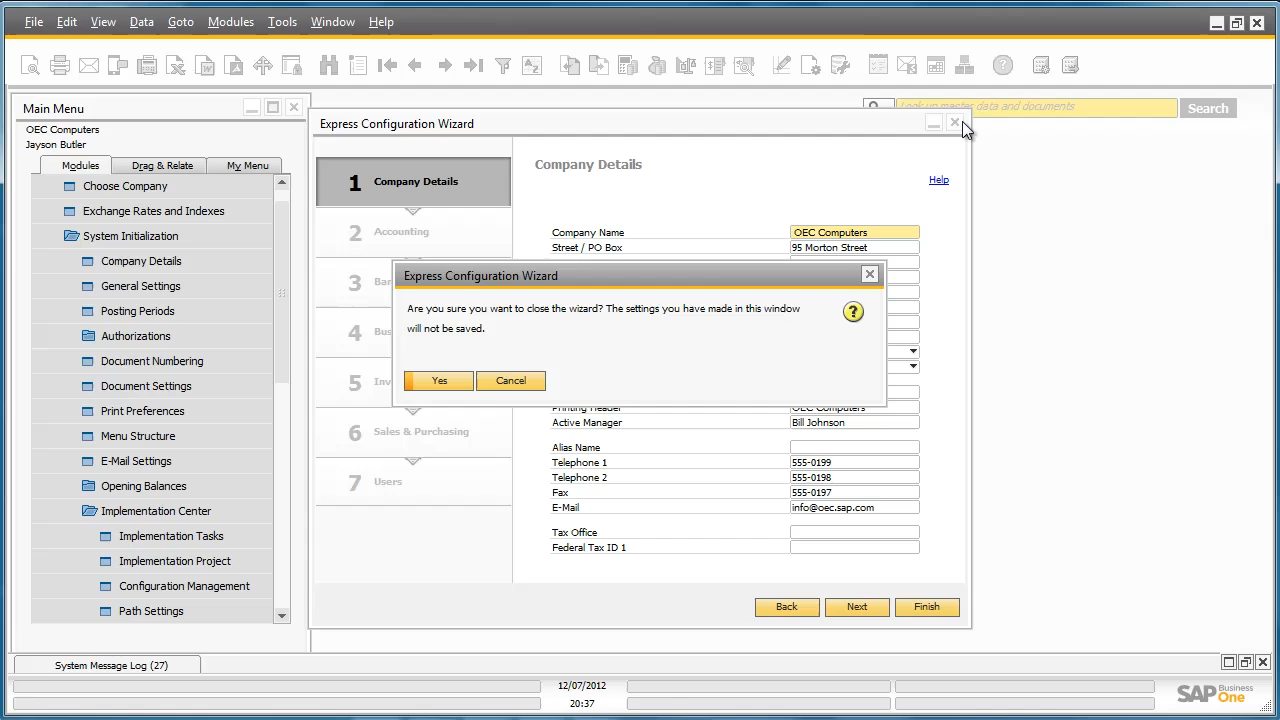 File Edit View Data Goto Modules Tools Window Help
Main Menu
Look up master data and documents Search
OEC Computers
Jayson Butler
Modules Drag & Relate My Menu
Choose Company
Exchange Rates and Indexes
System Initialization
Company Details
General Settings
Posting Periods
Authorizations
Document Numbering
Document Settings
Print Preferences
Menu Structure
E-Mail Settings
Opening Balances
Implementation Center
Implementation Tasks
Implementation Project
Configuration Management
Path Settings
Express Configuration Wizard
1 Company Details
2 Accounting
3
4
5
6 Sales & Purchasing
7 Users
Company Details
Help
Company Name OEC Computers
Street / PO Box 95 Morton Street
Express Configuration Wizard
Are you sure you want to close the wizard? The settings you have made in this window
will not be saved.
?
Yes Cancel
Printing Header OEC Computers
Active Manager Bill Johnson
Alias Name
Telephone 1 555-0199
Telephone 2 555-0198
Fax 555-0197
E-Mail info@oec.sap.com
Tax Office
Federal Tax ID 1
Back Next Finish
System Message Log (27)
12/07/2012
20:37
SAP Business One